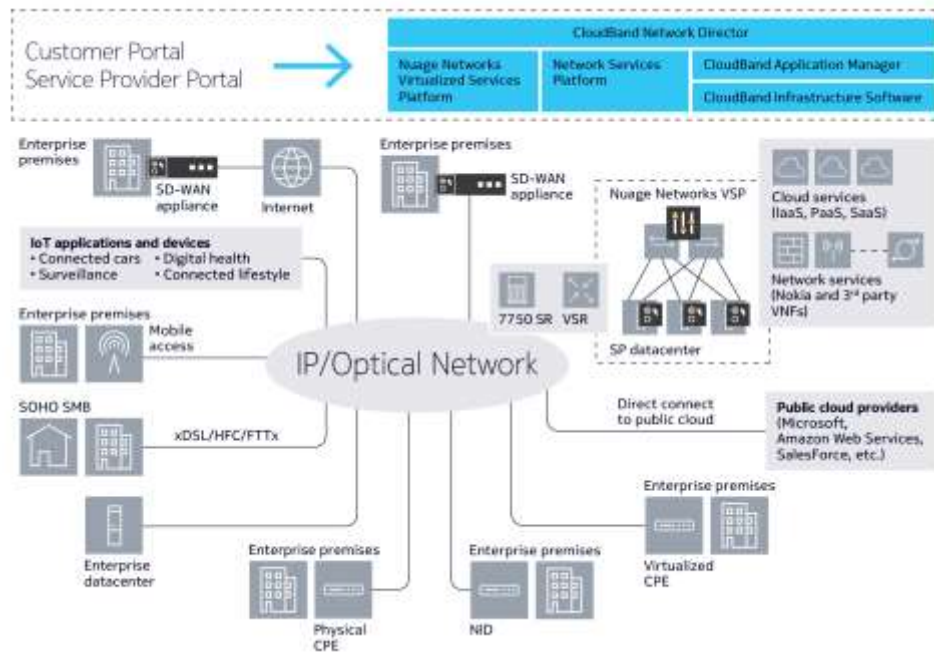 Customer Portal
Service Provider Portal
CloudBand Network Director
Nuage Networks
Virtualized Services
Platform
Network Services
Platform
CloudBand Application Manager
CloudBand Infrastructure Software
Enterprise
premises
SD-WAN
appliance
Internet
Enterprise premises
SD-WAN
appliance
Nuage Networks VSP
Cloud services
(IaaS, PaaS, SaaS)
IoT applications and devices
• Connected cars
• Digital health
• Surveillance
• Connected lifestyle
Network services
(Nokia and 3rd party
VNFs)
7750 SR
VSR
SP datacenter
Enterprise premises
Mobile
access
IP/Optical Network
SOHO SMB
xDSL/HFC/FTTx
Direct connect
to public cloud
Public cloud providers
(Microsoft,
Amazon Web Services,
SalesForce, etc.)
Enterprise
datacenter
Enterprise premises
Physical
CPE
Enterprise premises
NID
Enterprise premises
Virtualized
CPE